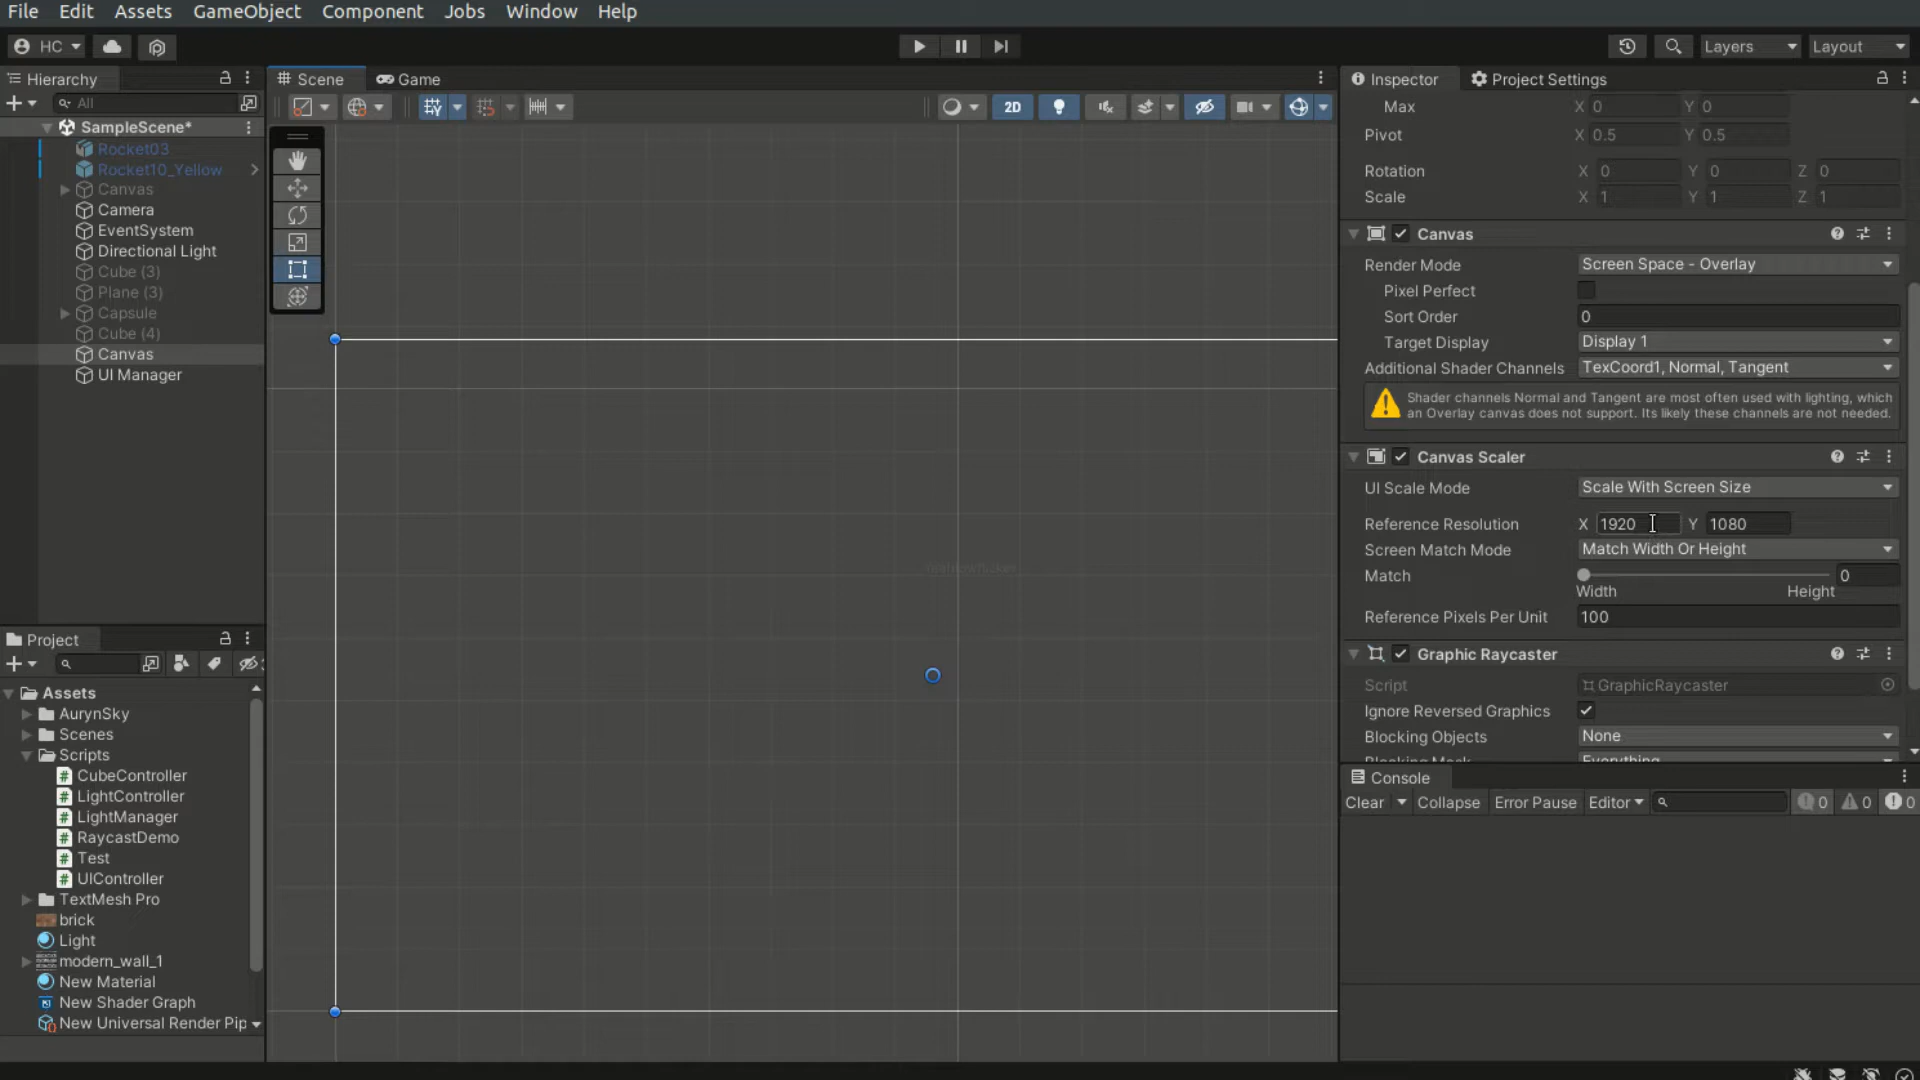 File Edit Assets GameObject Component Jobs Window Help
HC Layers Layout
Hierarchy Scene Game Inspector Project Settings
All 2D
SampleScene*
Rocket03
Rocket10_Yellow
Canvas
Camera
EventSystem
Directional Light
Cube (3)
Plane (3)
Capsule
Cube (4)
Canvas
UI Manager
Project
Assets
AurynSky
Scenes
Scripts
CubeController
LightController
LightManager
RaycastDemo
Test
UIController
TextMesh Pro
brick
Light
modern_wall_1
New Material
New Shader Graph
New Universal Render Pip
Max X 0 Y 0
Pivot X 0.5 Y 0.5
Rotation X 0 Y 0 Z 0
Scale X 1 Y 1 Z 1
Canvas
Render Mode Screen Space - Overlay
Pixel Perfect
Sort Order 0
Target Display Display 1
Additional Shader Channels TexCoord1, Normal, Tangent
Shader channels Normal and Tangent are most often used with lighting, which
an Overlay canvas does not support. Its likely these channels are not needed.
Canvas Scaler
UI Scale Mode Scale With Screen Size
Reference Resolution X 1920 Y 1080
Screen Match Mode Match Width Or Height
Match 0
Width Height
Reference Pixels Per Unit 100
Graphic Raycaster
Script GraphicRaycaster
Ignore Reversed Graphics
Blocking Objects None
Blocking Mask Everything
Console
Clear Collapse Error Pause Editor 0 0 0